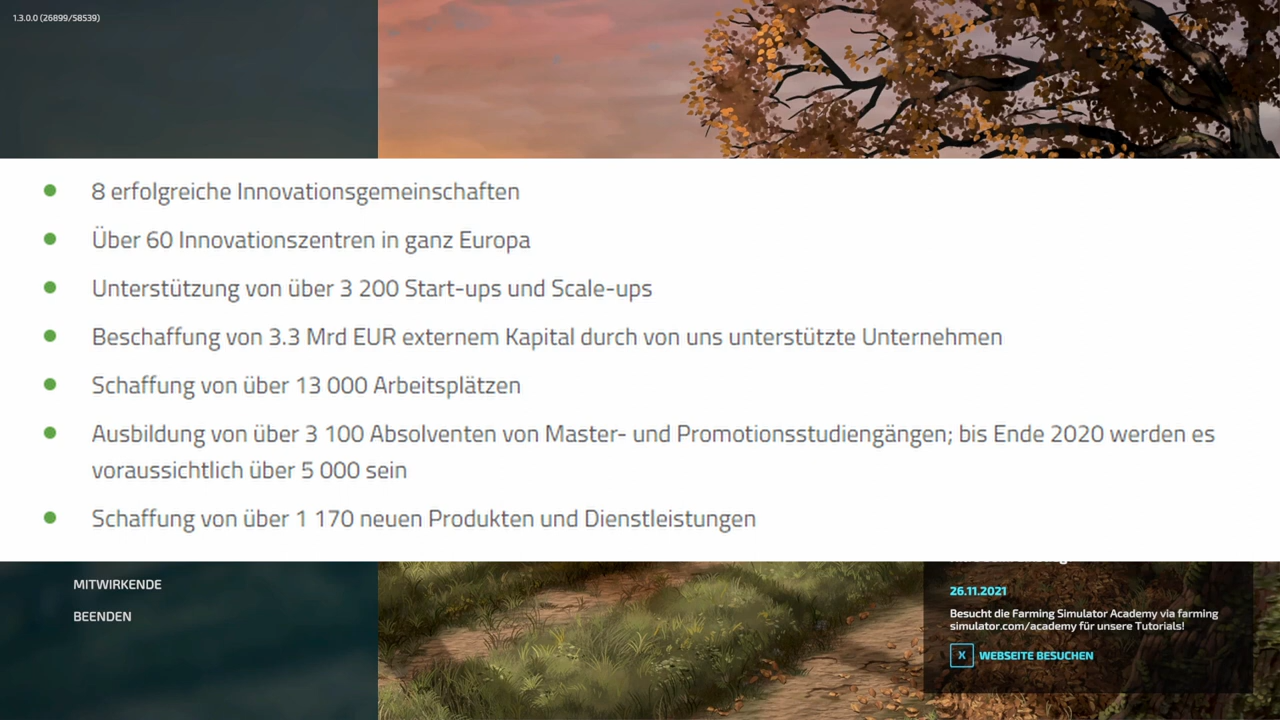 1.3.0.0 (26899/58539)
8 erfolgreiche Innovationsgemeinschaften
Über 60 Innovationszentren in ganz Europa
Unterstützung von über 3 200 Start-ups und Scale-ups
Beschaffung von 3.3 Mrd EUR externem Kapital durch von uns unterstützte Unternehmen
Schaffung von über 13 000 Arbeitsplätzen
Ausbildung von über 3 100 Absolventen von Master- und Promotionsstudiengängen; bis Ende 2020 werden es
voraussichtlich über 5 000 sein
Schaffung von über 1 170 neuen Produkten und Dienstleistungen
MITWIRKENDE
BEENDEN
26.11.2021
Besucht die Farming Simulator Academy via farming
simulator.com/academy für unsere Tutorials!
X WEBSEITE BESUCHEN